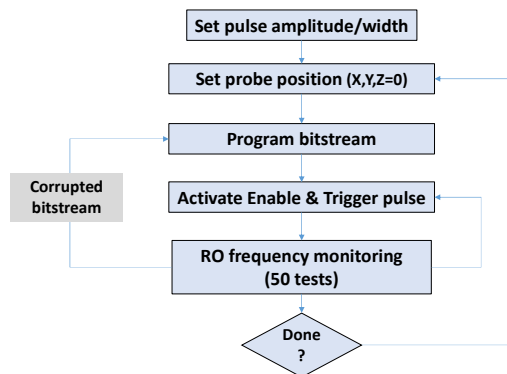 Set pulse amplitude/width
Set probe position (X,Y,Z=0)
Program bitstream
Corrupted
bitstream
Activate Enable & Trigger pulse
RO frequency monitoring
(50 tests)
Done
?